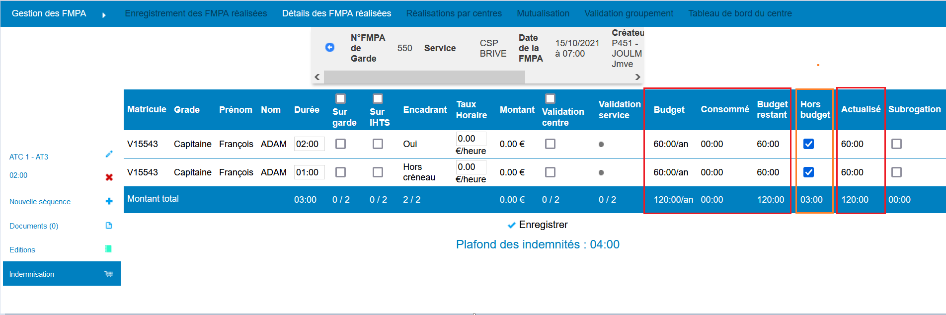 Gestion des FMPA Enregistrement des FMPA réalisées Détails des FMPA réalisées Réalisations par centres Mutualisation Validation groupement Tableau de bord du centre
N°FMPA de Garde 550 Service CSP BRIVE Date de la FMPA 15/10/2021 à 07:00 Créateu P451 - JOULM Jmve
Matricule Grade Prénom Nom Durée Sur garde Sur IHTS Encadrant Taux Horaire Montant Validation centre Validation service Budget Consommé Budget restant Hors budget Actualisé Subrogation
V15543 Capitaine François ADAM 02:00 Oui 0.00 €/heure 0.00 € 60:00/an 00:00 60:00 60:00
V15543 Capitaine François ADAM 01:00 Hors créneau 0.00 €/heure 0.00 € 60:00/an 00:00 60:00 60:00
Montant total 03:00 0 / 2 0 / 2 2 / 2 0.00 € 0 / 2 0 / 2 120:00/an 00:00 120:00 03:00 120:00 00:00
Enregistrer
Plafond des indemnités : 04:00
ATC 1 - AT3
02:00
Nouvelle séquence
Documents (0)
Editions
Indemnisation